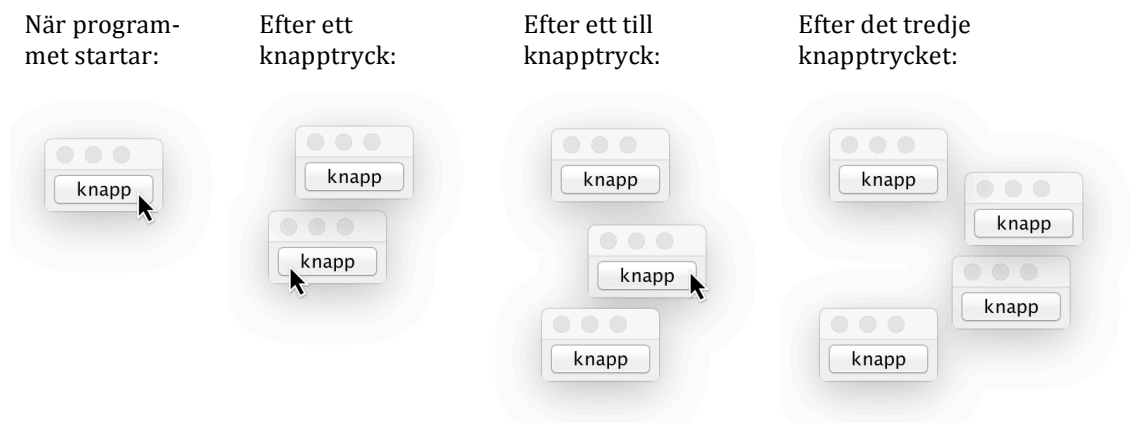 När program-
met startar:
Efter ett
knapptryck:
Efter ett till
knapptryck:
Efter det tredje
knapptrycket:
knapp
knapp
knapp
knapp
knapp
knapp
knapp
knapp
knapp
knapp